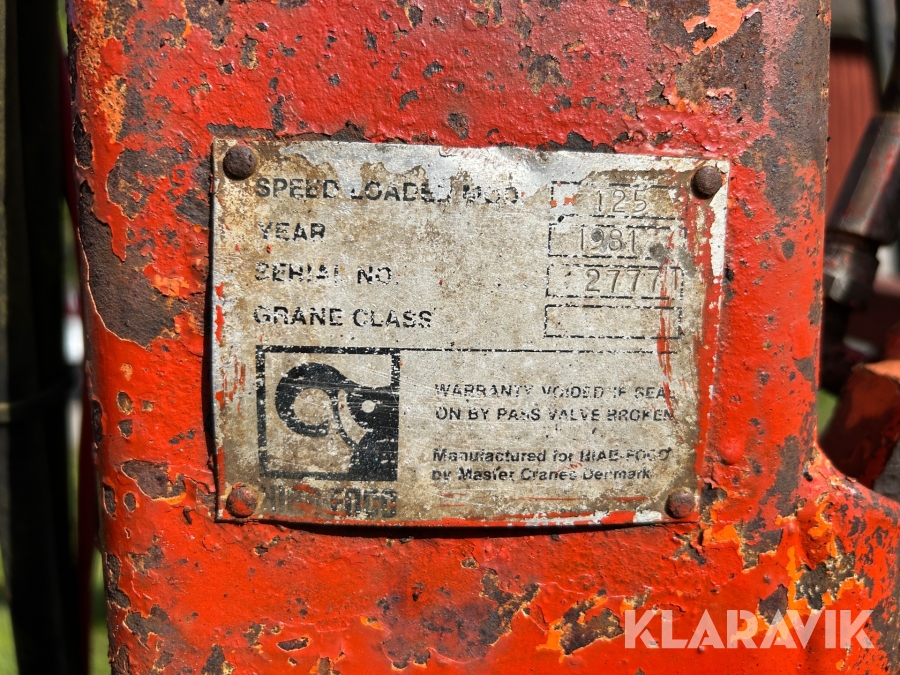 SPEED LOADER MOD. 125
YEAR 1981
SERIAL NO. 2777
CRANE CLASS
WARRANTY VOIDED IF SEAL
ON BY PASS VALVE BROKEN
Manufactured for HIAB-FOCO
by Master Cranes Denmark
HIAB-FOCO
KLARAVIK